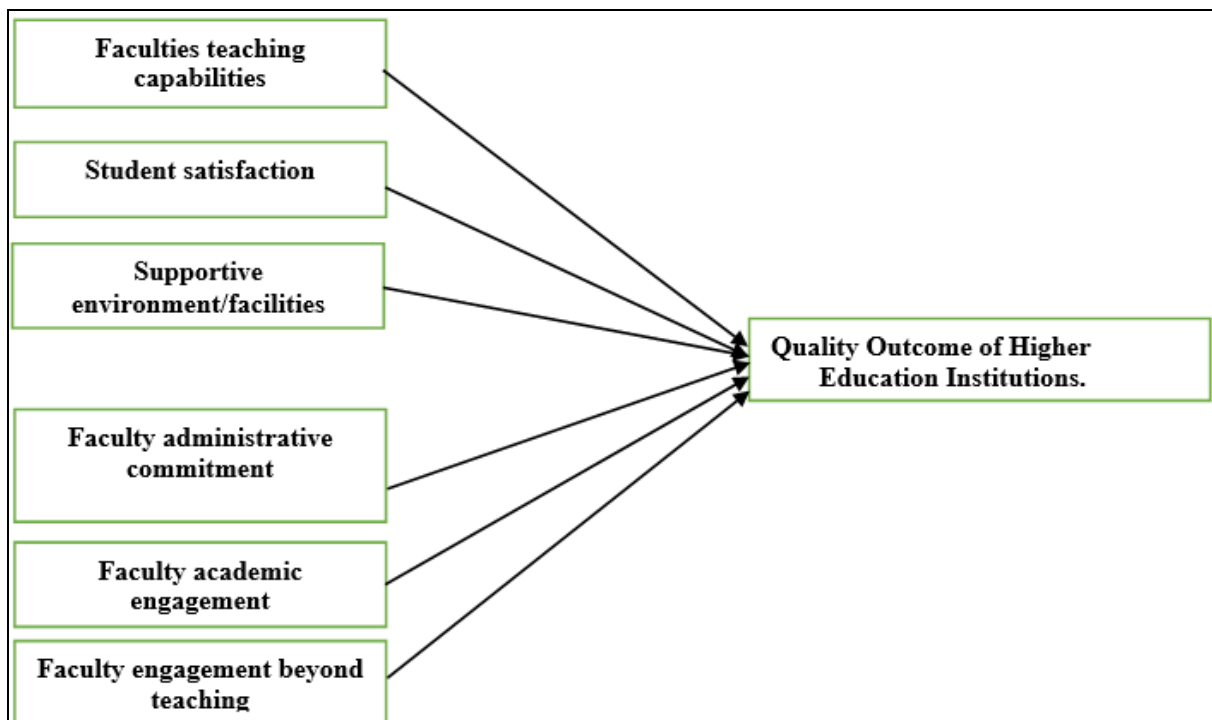 Faculties teaching
capabilities
Student satisfaction
Supportive
environment/facilities
Quality Outcome of Higher
Education Institutions.
Faculty administrative
commitment
Faculty academic
engagement
Faculty engagement beyond
teaching